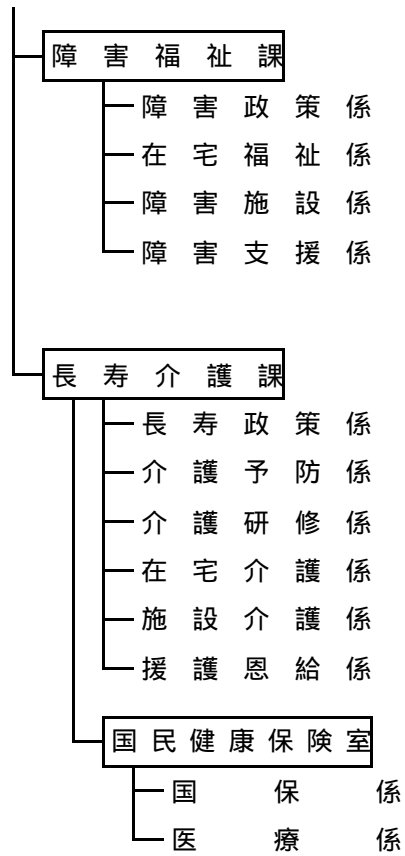 障害福祉課
障害政策係
在宅福祉係
障害施設係
障害支援係
長寿介護課
長寿政策係
介護予防係
介護研修係
在宅介護係
施設介護係
援護恩給係
国民健康保険室
国保係
医療係